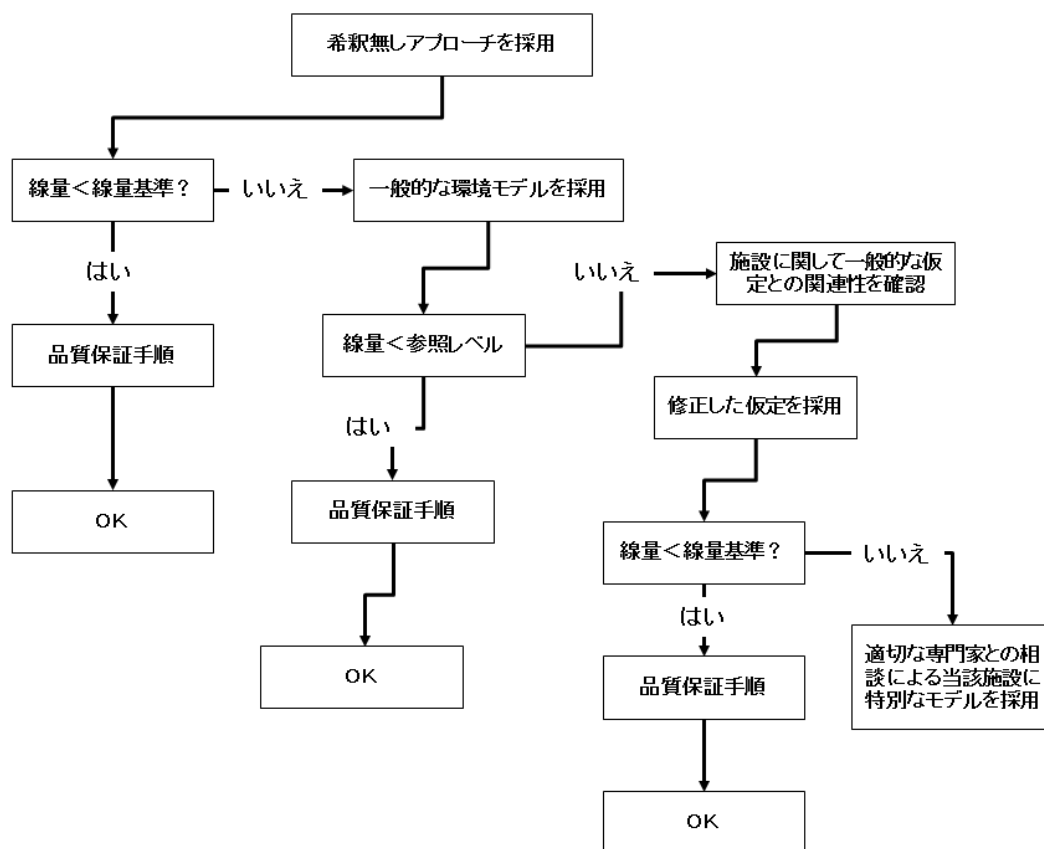 希釈無しアプローチを採用
線量<線量基準?
いいえ
一般的な環境モデルを採用
はい
いいえ
施設に関して一般的な仮
定との関連性を確認
品質保証手順
線量<参照レベル
修正した仮定を採用
はい
OK
品質保証手順
線量<線量基準?
いいえ
はい
OK
適切な専門家との相
談による当該施設に
特別なモデルを採用
品質保証手順
OK